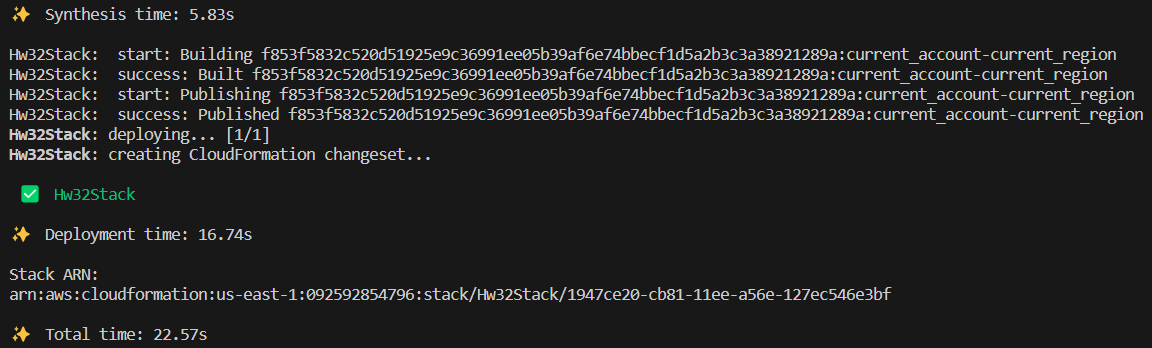 ✨ Synthesis time: 5.83s
Hw32Stack:  start: Building f853f5832c520d51925e9c36991ee05b39af6e74bbecf1d5a2b3c3a38921289a:current_account-current_region
Hw32Stack:  success: Built f853f5832c520d51925e9c36991ee05b39af6e74bbecf1d5a2b3c3a38921289a:current_account-current_region
Hw32Stack:  start: Publishing f853f5832c520d51925e9c36991ee05b39af6e74bbecf1d5a2b3c3a38921289a:current_account-current_region
Hw32Stack:  success: Published f853f5832c520d51925e9c36991ee05b39af6e74bbecf1d5a2b3c3a38921289a:current_account-current_region
Hw32Stack: deploying... [1/1]
Hw32Stack: creating CloudFormation changeset...
✅ Hw32Stack
✨ Deployment time: 16.74s
Stack ARN:
arn:aws:cloudformation:us-east-1:092592854796:stack/Hw32Stack/1947ce20-cb81-11ee-a56e-127ec546e3bf
✨ Total time: 22.57s